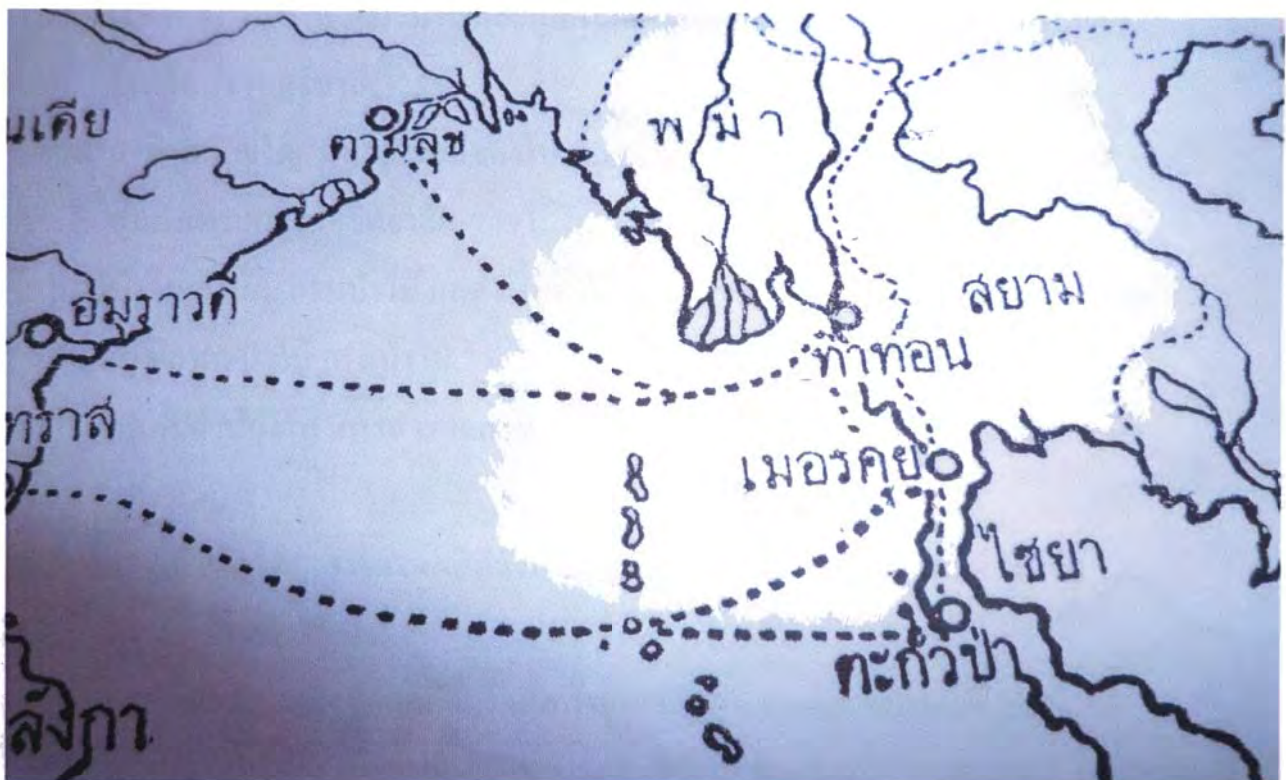 นเดีย
ตามลุช
พม่า
อมราวดี
สยาม
ท่าทอน
ทราส
เมอรคุย
ไชยา
ตะกั่วป่า
ลังกา